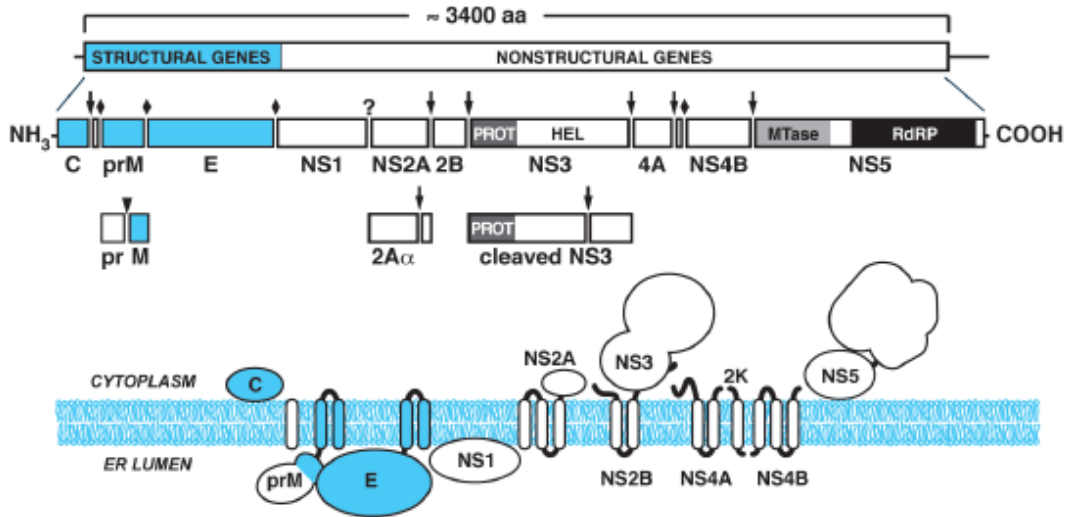 ≈ 3400 aa
STRUCTURAL GENES NONSTRUCTURAL GENES
?
NH3 PROT HEL MTase RdRP COOH
C prM E NS1 NS2A 2B NS3 4A NS4B NS5
PROT
pr M 2Aα cleaved NS3
NS3
NS2A 2K NS5
CYTOPLASM C
ER LUMEN prM E NS1 NS2B NS4A NS4B